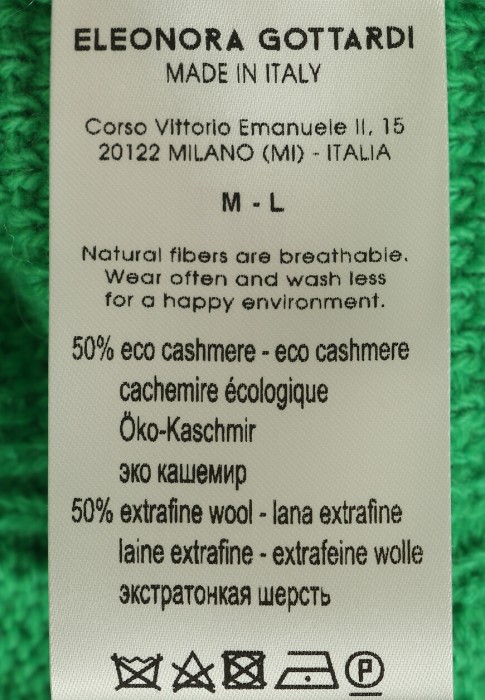 ELEONORA GOTTARDI
MADE IN ITALY
Corso Vittorio Emanuele II, 15
20122 MILANO (MI) - ITALIA
M - L
Natural fibers are breathable.
Wear often and wash less
for a happy environment.
50% eco cashmere - eco cashmere
cachemire écologique
Öko-Kaschmir
эко кашемир
50% extrafine wool - lana extrafine
laine extrafine - extrafeine wolle
экстратонкая шерсть
P